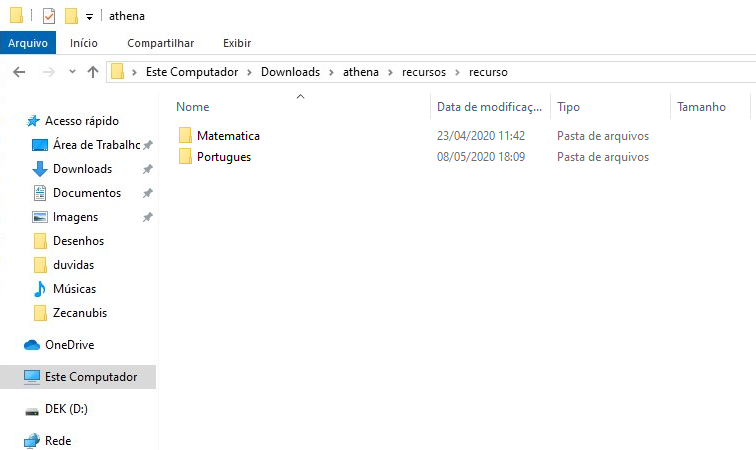 athena
Arquivo Início Compartilhar Exibir
Este Computador Downloads athena recursos recurso
Nome Data de modificaç... Tipo Tamanho
Matematica 23/04/2020 11:42 Pasta de arquivos
Portugues 08/05/2020 18:09 Pasta de arquivos
Acesso rápido
Área de Trabalho
Downloads
Documentos
Imagens
Desenhos
duvidas
Músicas
Zecanubis
OneDrive
Este Computador
DEK (D:)
Rede